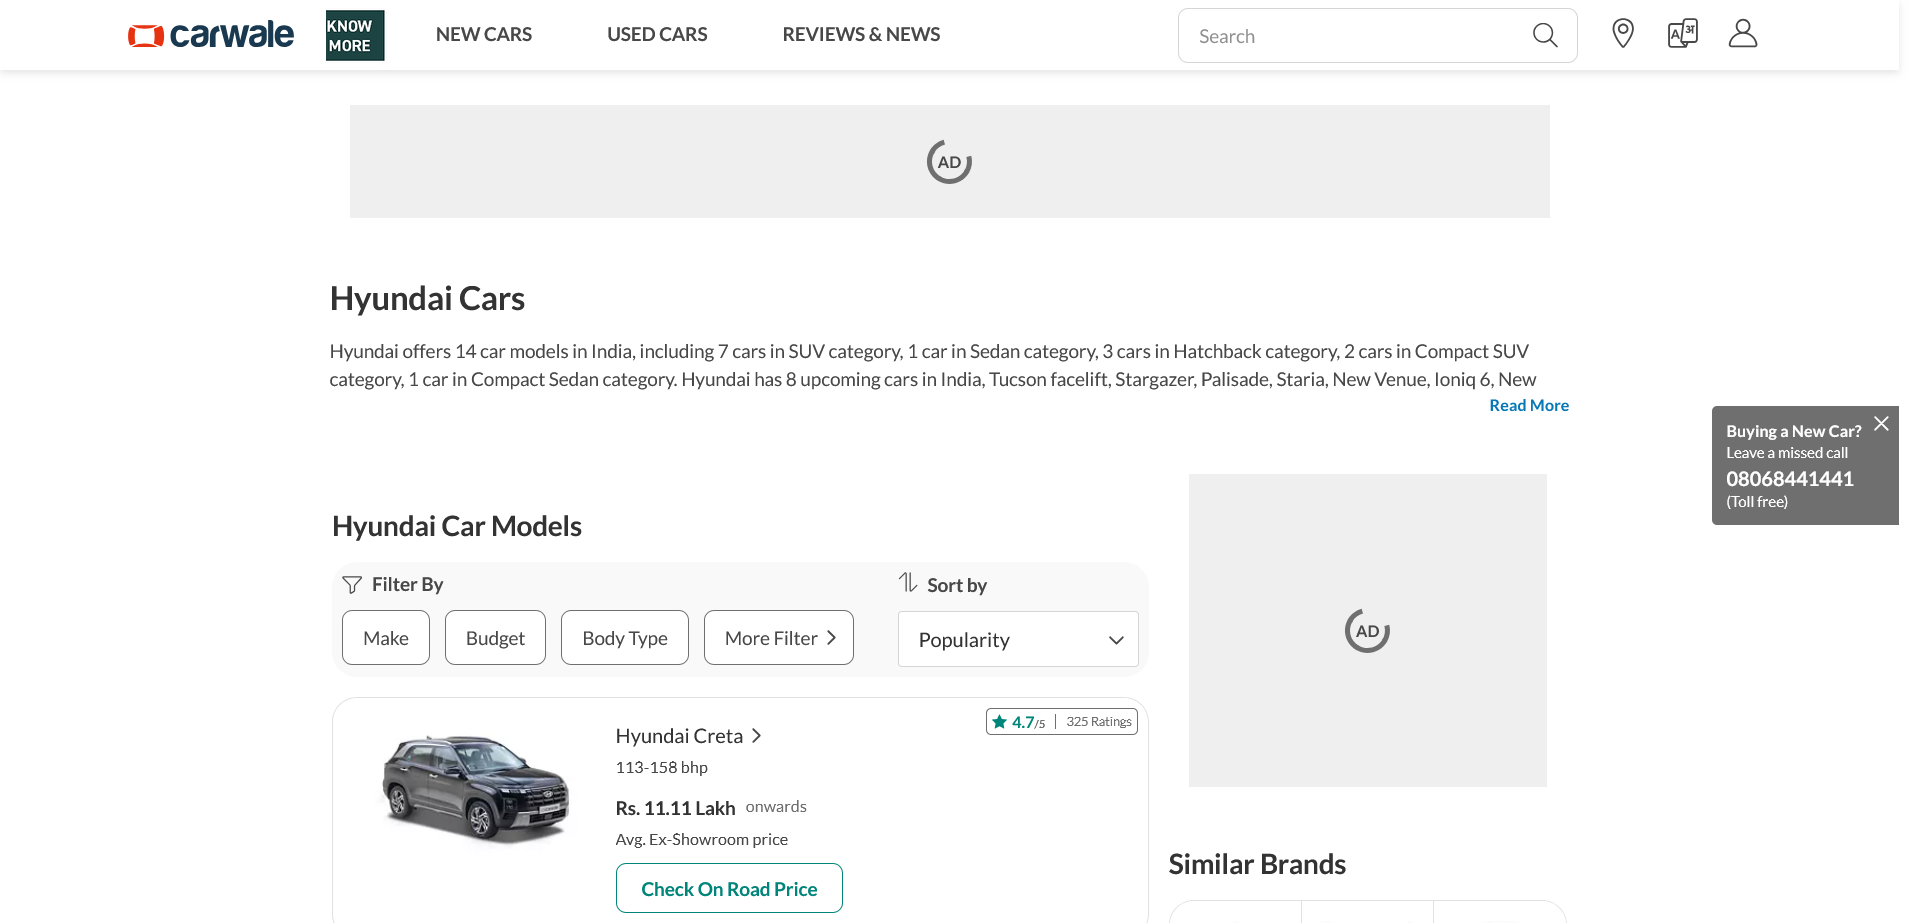 carwale
KNOW
MORE
NEW CARS
USED CARS
REVIEWS & NEWS
Search
AD
Hyundai Cars
Hyundai offers 14 car models in India, including 7 cars in SUV category, 1 car in Sedan category, 3 cars in Hatchback category, 2 cars in Compact SUV
category, 1 car in Compact Sedan category. Hyundai has 8 upcoming cars in India, Tucson facelift, Stargazer, Palisade, Staria, New Venue, Ioniq 6, New
Read More
Buying a New Car?
Leave a missed call
08068441441
(Toll free)
Hyundai Car Models
Filter By
Sort by
Make
Budget
Body Type
More Filter
Popularity
AD
4.7/5 | 325 Ratings
Hyundai Creta
113-158 bhp
Rs. 11.11 Lakh onwards
Avg. Ex-Showroom price
Check On Road Price
Similar Brands